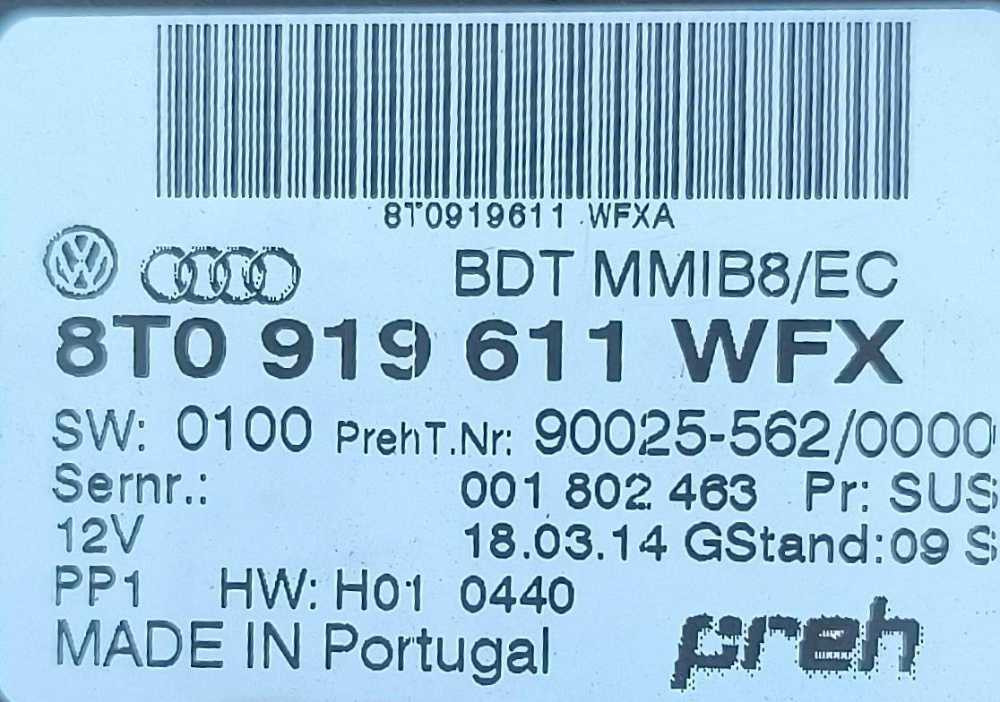 8T0919611 WFXA
BDT MMIB8/EC
8T0 919 611 WFX
SW: 0100 PrehT.Nr: 90025-562/0000
Sernr.: 001 802 463 Pr: SUS
12V 18.03.14 GStand:09 S
PP1 HW: H01 0440
MADE IN Portugal
preh